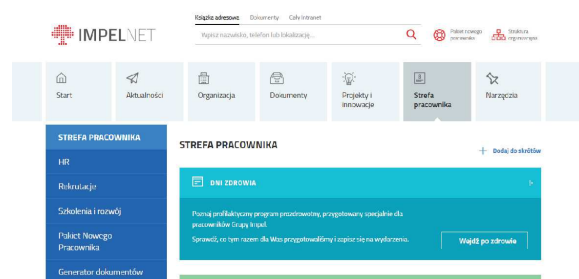 Książka adresowa Dokumenty Cały Intranet
IMPELNET
Wpisz nazwisko, telefon lub lokalizację...
Pakiet nowego
pracownika
Struktura
organizacyjna
Start
Aktualności
Organizacja
Dokumenty
Projekty i
innowacje
Strefa
pracownika
Narzędzia
STREFA PRACOWNIKA
HR
Rekrutacje
Szkolenia i rozwój
Pakiet Nowego
Pracownika
Generator dokumentów
STREFA PRACOWNIKA
Dodaj do skrótów
DNI ZDROWIA
Poznaj profilaktyczny program prozdrowotny, przygotowany specjalnie dla
pracowników Grupy Impel.
Sprawdź, co tym razem dla Was przygotowaliśmy i zapisz się na wydarzenie.
Wejdź po zdrowie